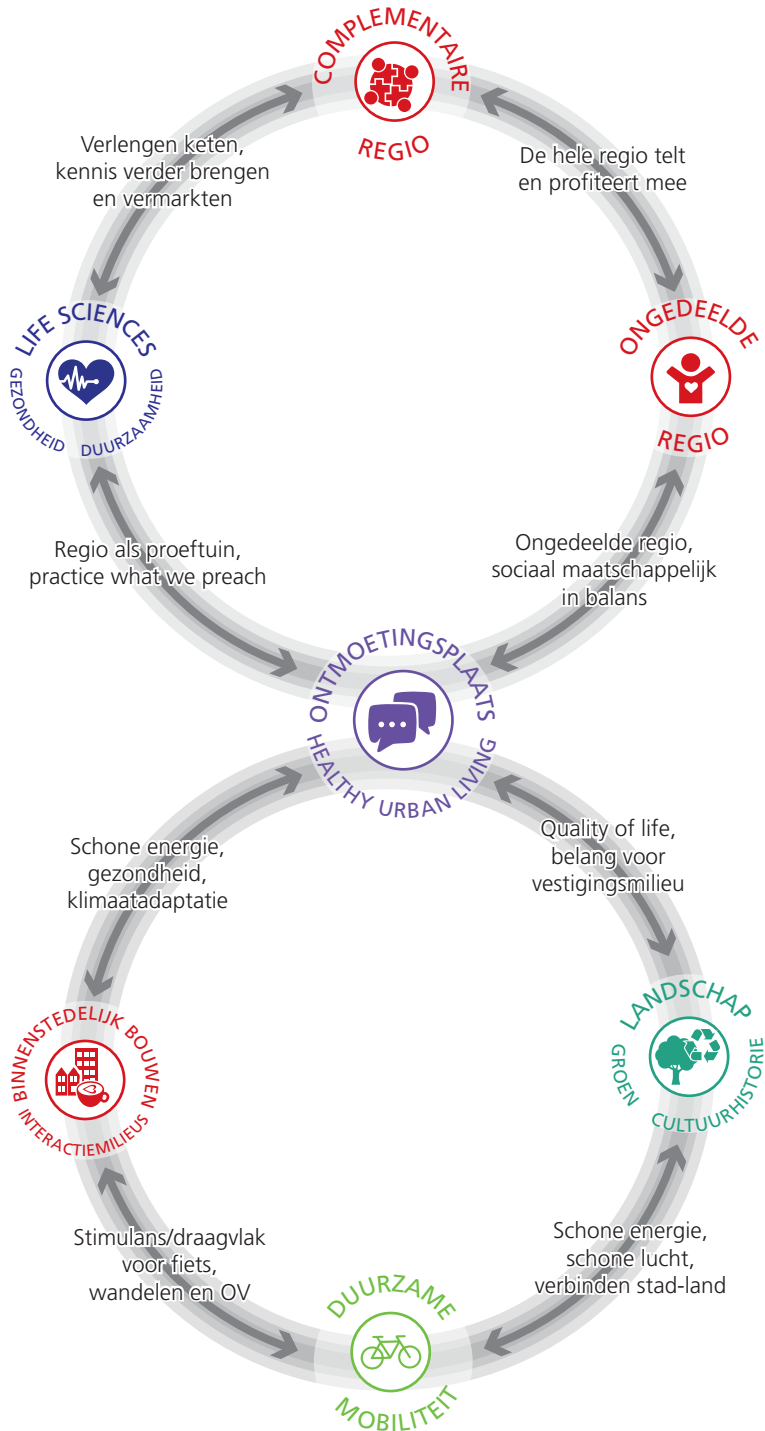 COMPLEMENTAIRE
REGIO
Verlengen keten,
kennis verder brengen
en vermarkten
De hele regio telt
en profiteert mee
LIFE SCIENCES
GEZONDHEID DUURZAAMHEID
ONGEDEELDE
REGIO
Regio als proeftuin,
practice what we preach
Ongedeelde regio,
sociaal maatschappelijk
in balans
ONTMOETINGSPLAATS
HEALTHY URBAN LIVING
Schone energie,
gezondheid,
klimaatadaptatie
Quality of life,
belang voor
vestigingsmilieu
BINNENSTEDELIJK BOUWEN
INTERACTIEMILIEUS
LANDSCHAP
GROEN CULTUURHISTORIE
Stimulans/draagvlak
voor fiets,
wandelen en OV
Schone energie,
schone lucht,
verbinden stad-land
DUURZAME
MOBILITEIT